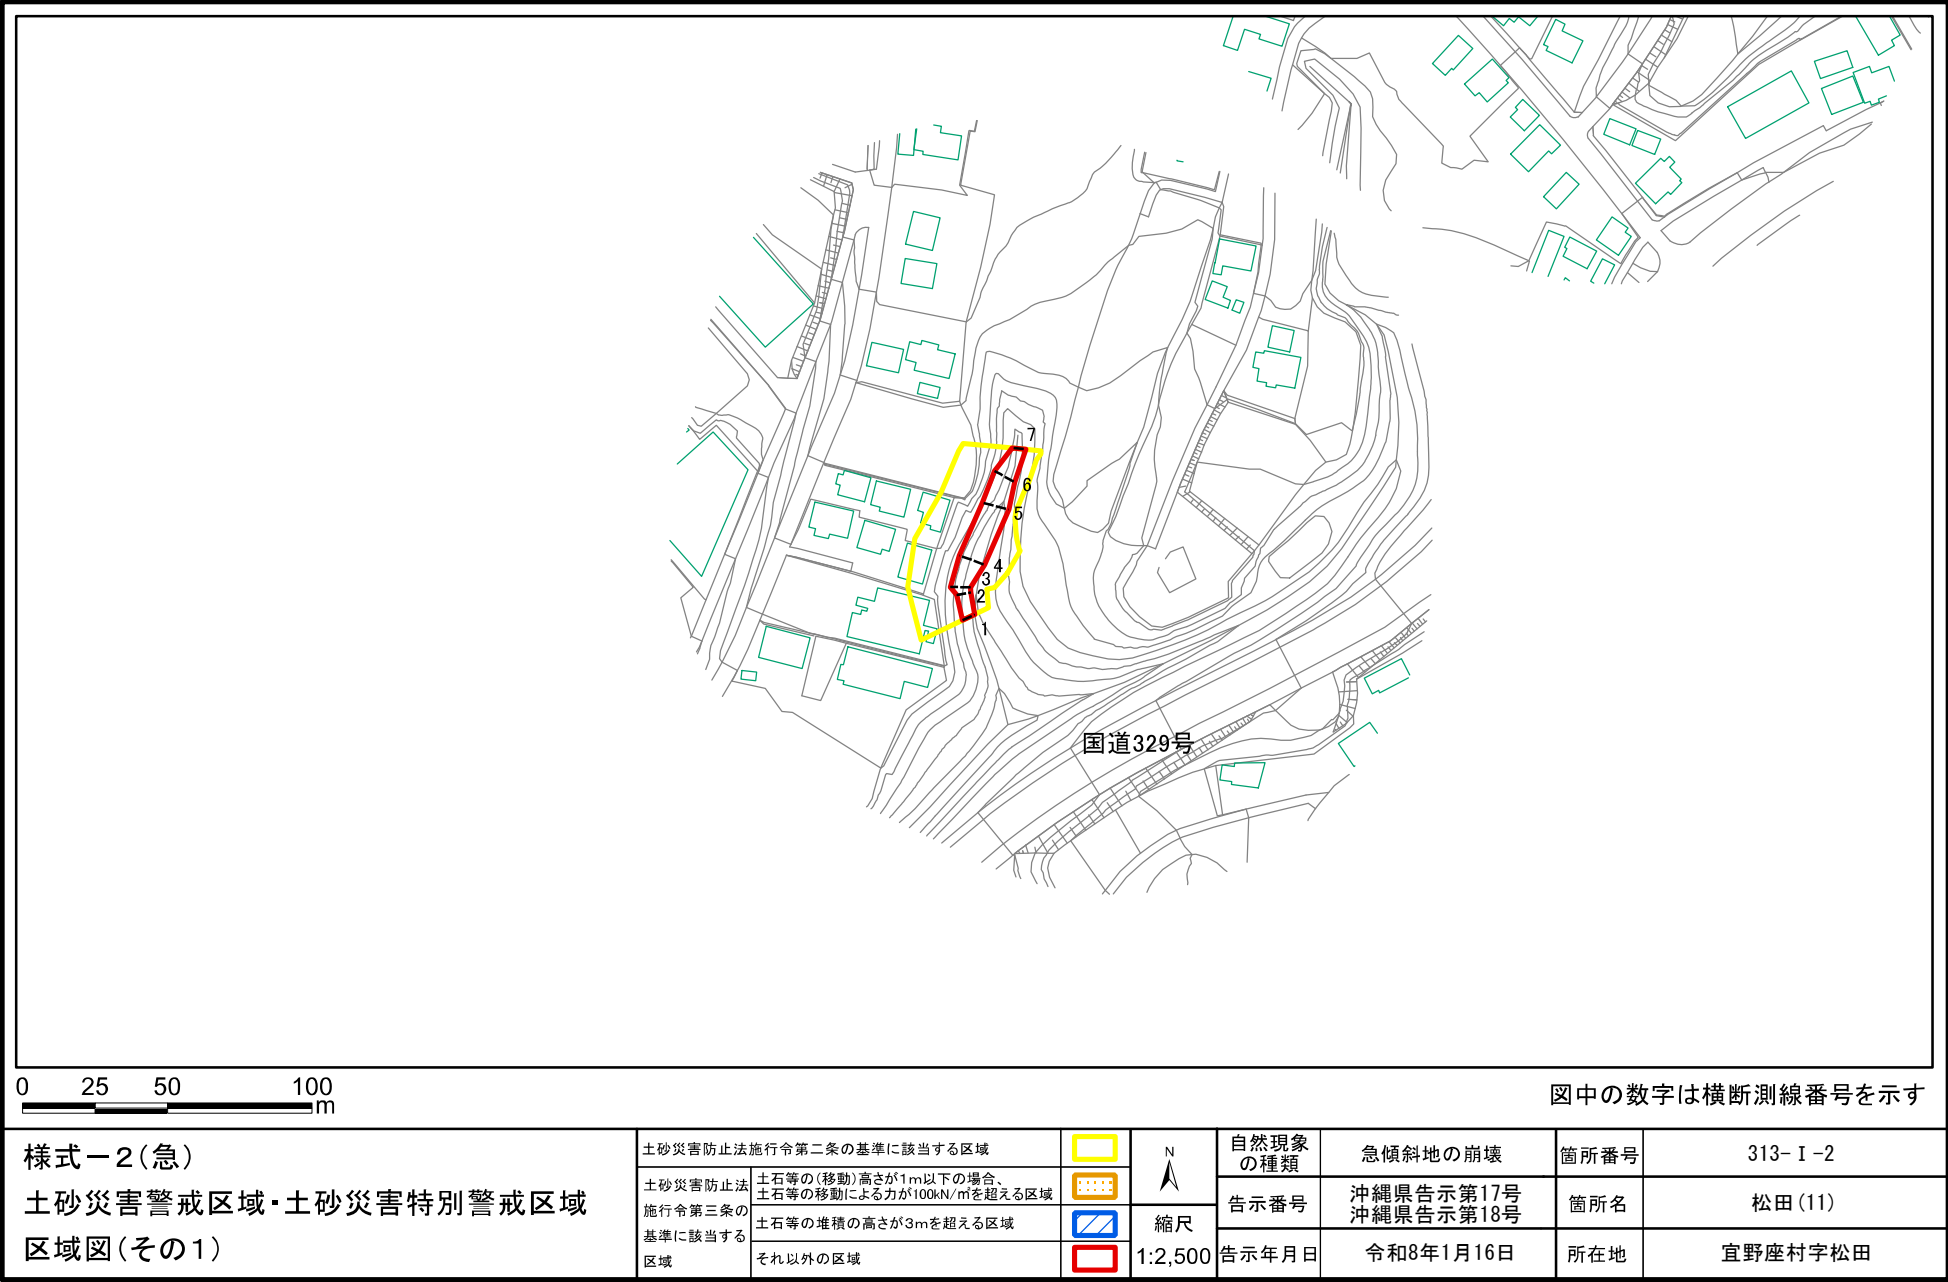 7
6
5
4
3
2
1
国道329号
0 25 50 100
m
図中の数字は横断測線番号を示す
様式－2(急)
土砂災害警戒区域・土砂災害特別警戒区域
区域図(その1)
土砂災害防止法施行令第二条の基準に該当する区域
土砂災害防止法
施行令第三条の
基準に該当する
区域
土石等の(移動)高さが1m以下の場合、
土石等の移動による力が100kN/㎡を超える区域
土石等の堆積の高さが3mを超える区域
それ以外の区域
N
縮尺
1:2,500
自然現象
の種類
急傾斜地の崩壊
箇所番号
313-Ⅰ-2
告示番号
沖縄県告示第17号
沖縄県告示第18号
箇所名
松田(11)
告示年月日
令和8年1月16日
所在地
宜野座村字松田